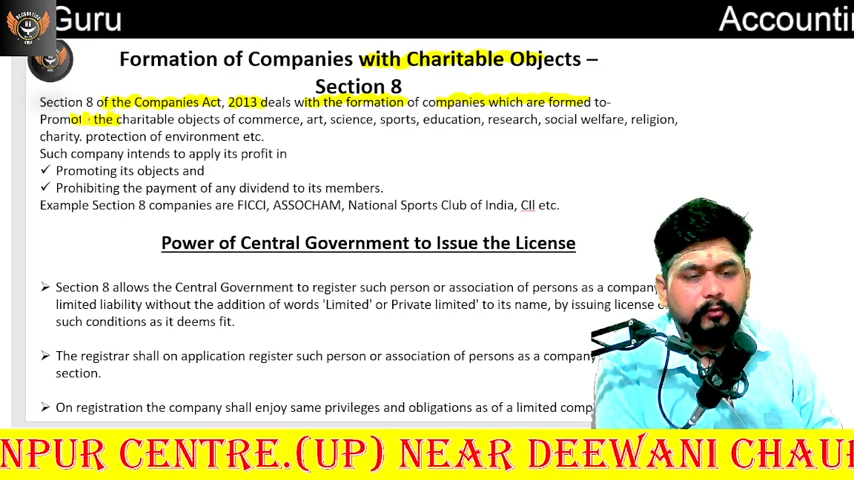 Guru
Accountin
Formation of Companies with Charitable Objects –
Section 8
Section 8 of the Companies Act, 2013 deals with the formation of companies which are formed to-
Promot the charitable objects of commerce, art, science, sports, education, research, social welfare, religion,
charity. protection of environment etc.
Such company intends to apply its profit in
✓ Promoting its objects and
✓ Prohibiting the payment of any dividend to its members.
Example Section 8 companies are FICCI, ASSOCHAM, National Sports Club of India, CII etc.
Power of Central Government to Issue the License
➤ Section 8 allows the Central Government to register such person or association of persons as a company
limited liability without the addition of words 'Limited' or Private limited' to its name, by issuing license
such conditions as it deems fit.
➤ The registrar shall on application register such person or association of persons as a company
section.
➤ On registration the company shall enjoy same privileges and obligations as of a limited comp
NPUR CENTRE.(UP) NEAR DEEWANI CHAU